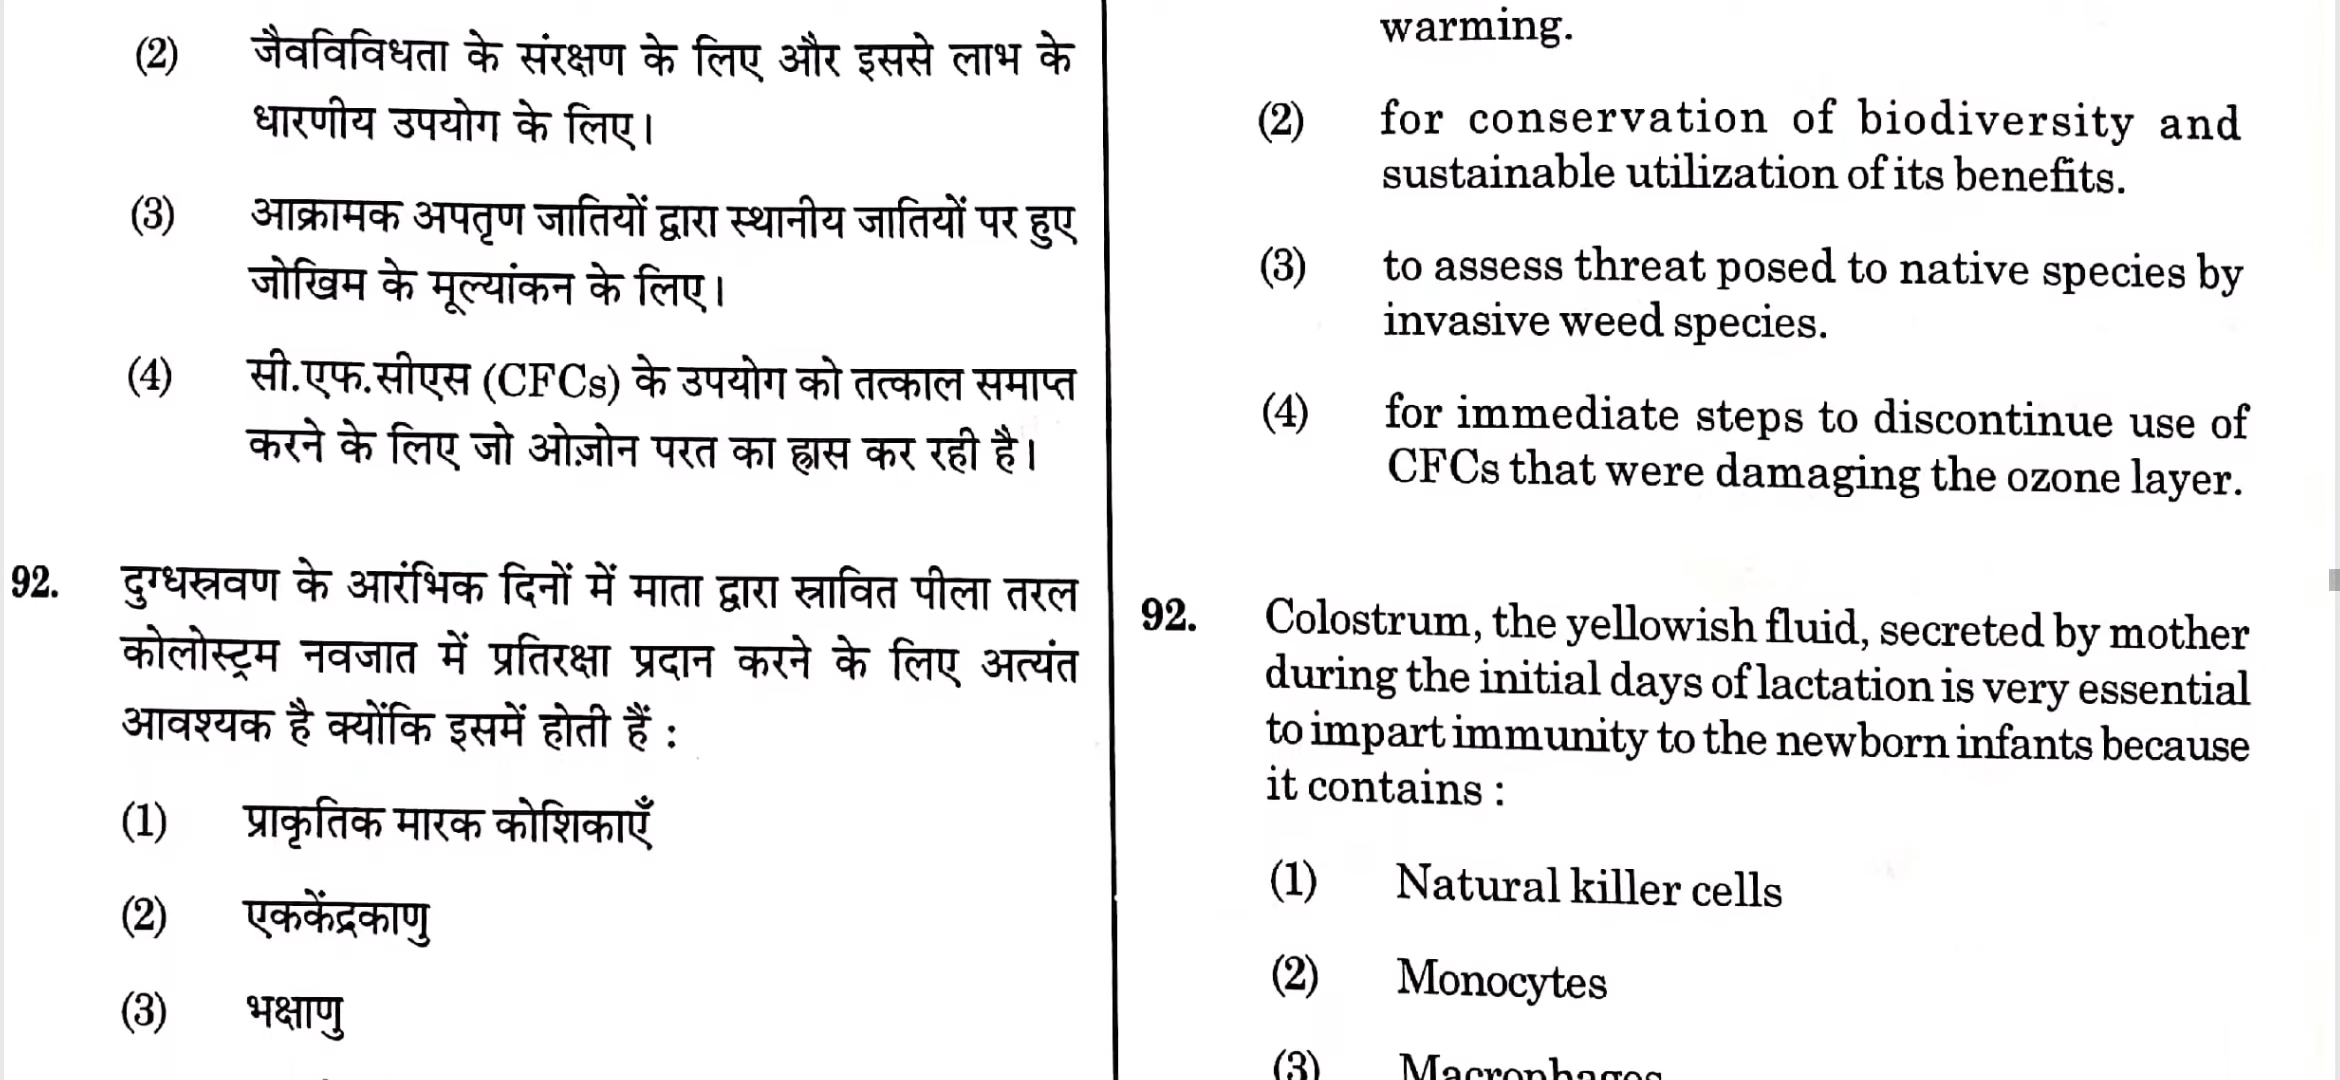 (2) जैवविविधता के संरक्षण के लिए और इससे लाभ के
धारणीय उपयोग के लिए।
(3) आक्रामक अपतृण जातियों द्वारा स्थानीय जातियों पर हुए
जोखिम के मूल्यांकन के लिए।
(4) सी.एफ.सीएस (CFCs) के उपयोग को तत्काल समाप्त
करने के लिए जो ओज़ोन परत का ह्रास कर रही है।
92. दुग्धस्रवण के आरंभिक दिनों में माता द्वारा स्रावित पीला तरल
कोलोस्ट्रम नवजात में प्रतिरक्षा प्रदान करने के लिए अत्यंत
आवश्यक है क्योंकि इसमें होती हैं :
(1) प्राकृतिक मारक कोशिकाएँ
(2) एककेंद्रकाणु
(3) भक्षाणु
warming.
(2) for conservation of biodiversity and
sustainable utilization of its benefits.
(3) to assess threat posed to native species by
invasive weed species.
(4) for immediate steps to discontinue use of
CFCs that were damaging the ozone layer.
92. Colostrum, the yellowish fluid, secreted by mother
during the initial days of lactation is very essential
to impart immunity to the newborn infants because
it contains :
(1) Natural killer cells
(2) Monocytes
(3) Macrophages